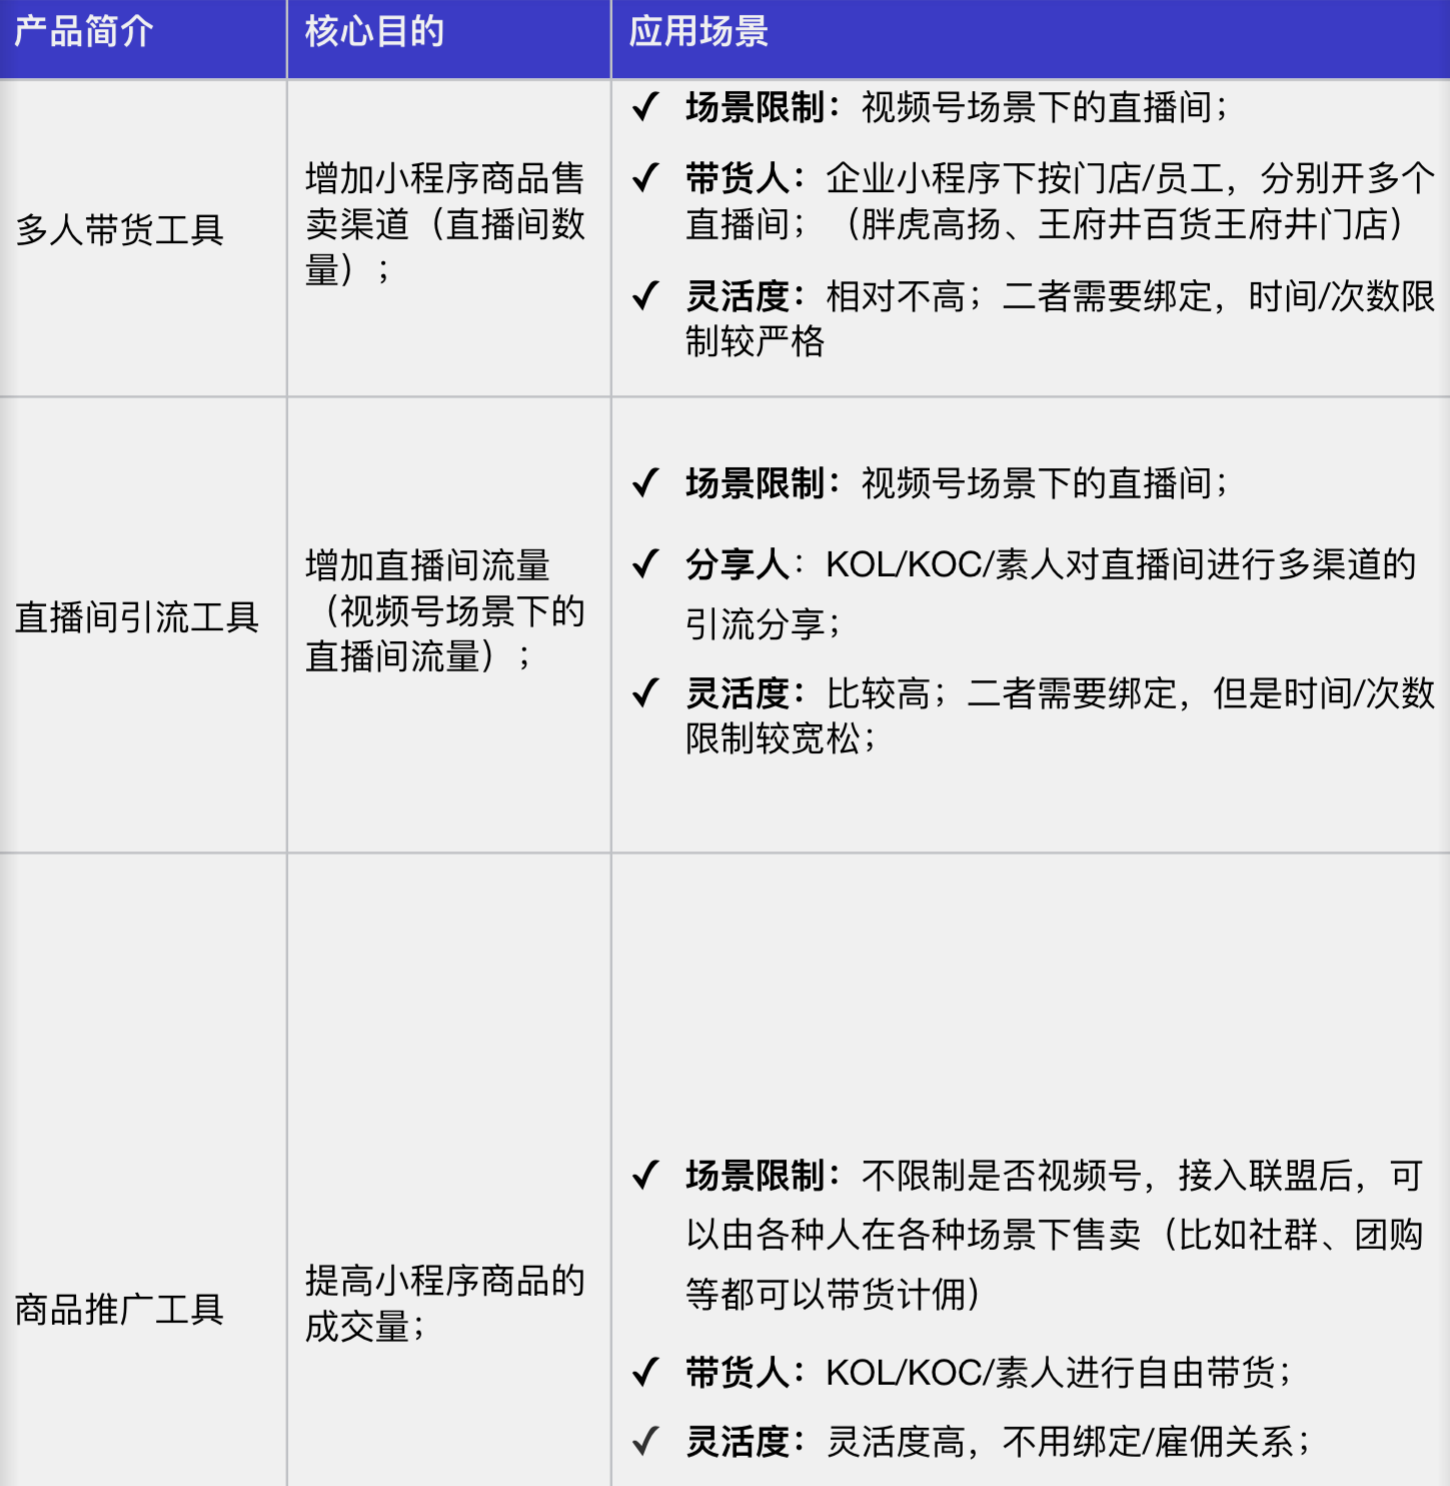 产品简介
核心目的
应用场景
多人带货工具
增加小程序商品售
卖渠道（直播间数
量）；
✓ 场景限制：视频号场景下的直播间；
✓ 带货人：企业小程序下按门店/员工，分别开多个
直播间；（胖虎高扬、王府井百货王府井门店）
✓ 灵活度：相对不高；二者需要绑定，时间/次数限
制较严格
直播间引流工具
增加直播间流量
（视频号场景下的
直播间流量）；
✓ 场景限制：视频号场景下的直播间；
✓ 分享人：KOL/KOC/素人对直播间进行多渠道的
引流分享；
✓ 灵活度：比较高；二者需要绑定，但是时间/次数
限制较宽松；
商品推广工具
提高小程序商品的
成交量；
✓ 场景限制：不限制是否视频号，接入联盟后，可
以由各种人在各种场景下售卖（比如社群、团购
等都可以带货计佣）
✓ 带货人：KOL/KOC/素人进行自由带货；
✓ 灵活度：灵活度高，不用绑定/雇佣关系；